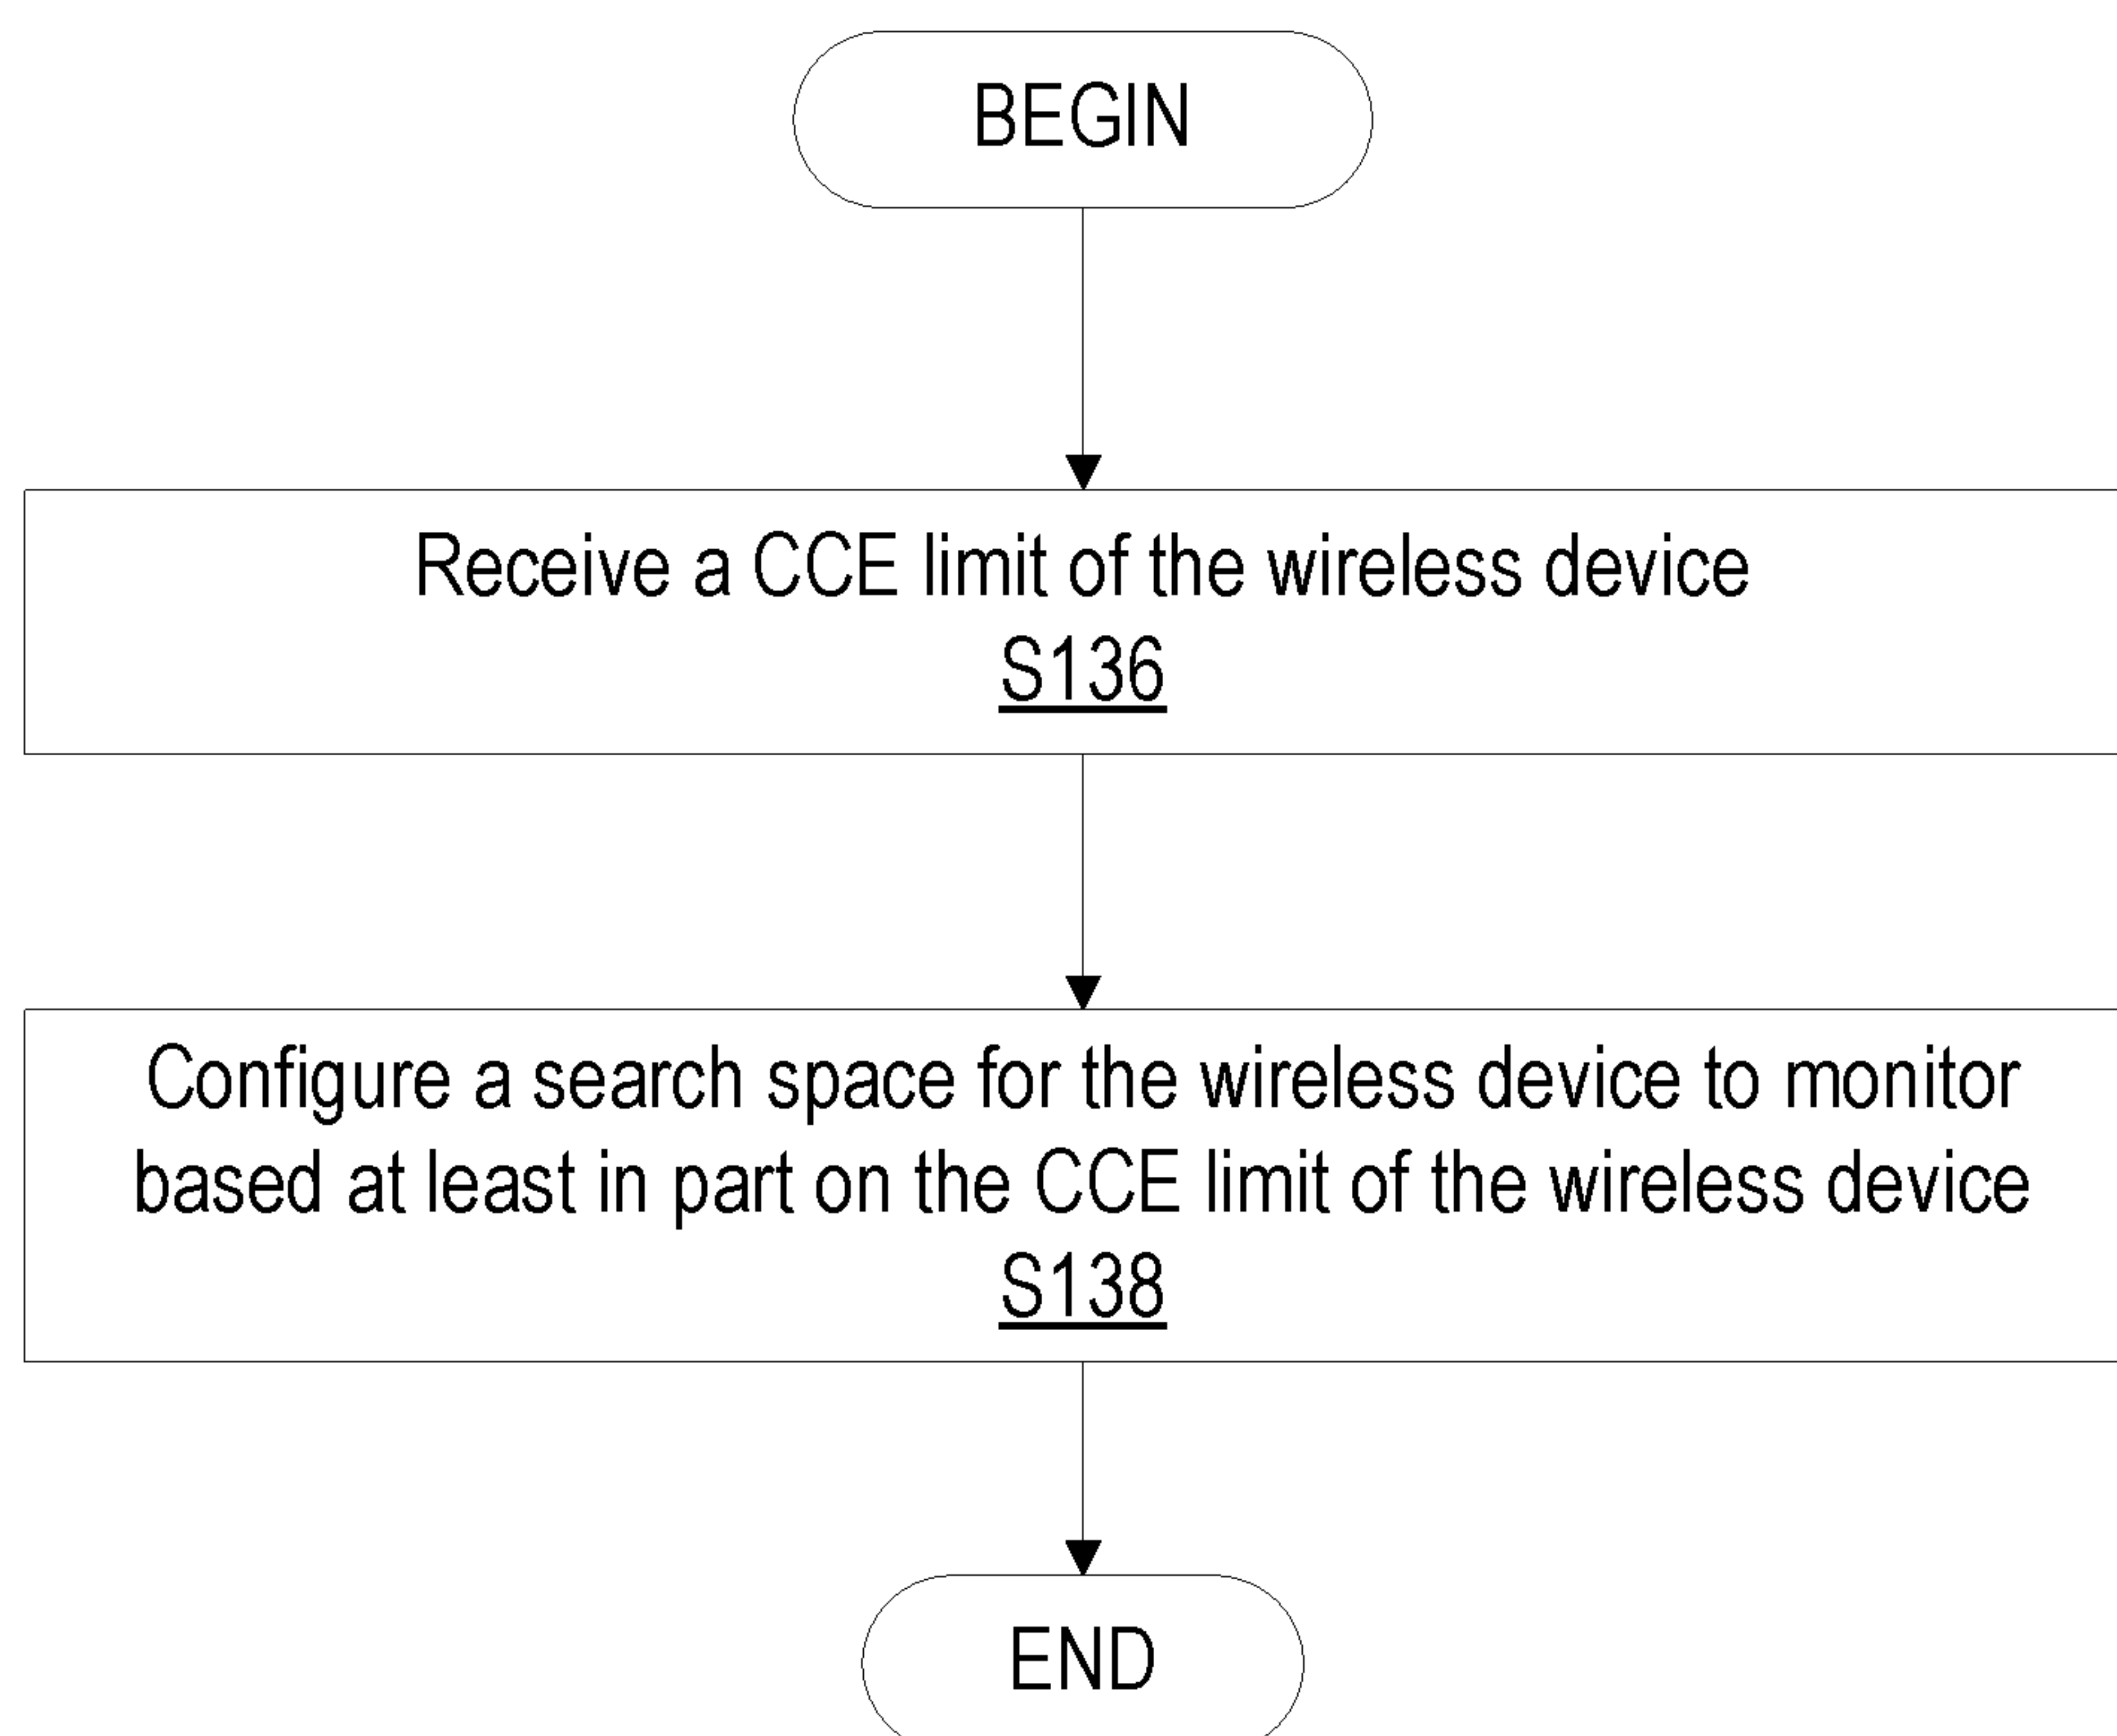 BEGIN
Receive a CCE limit of the wireless device
S136
Configure a search space for the wireless device to monitor
based at least in part on the CCE limit of the wireless device
S138
END